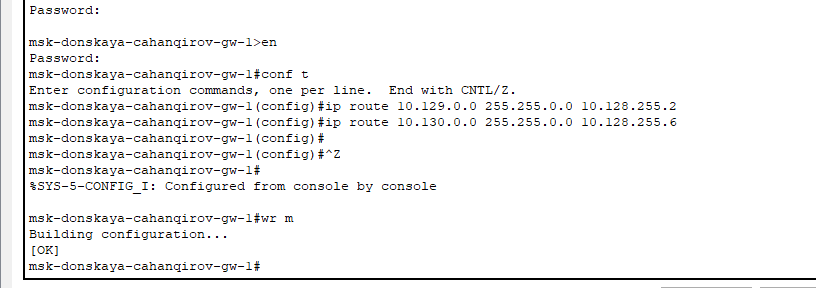 Password:
msk-donskaya-cahanqirov-gw-1>en
Password:
msk-donskaya-cahanqirov-gw-1#conf t
Enter configuration commands, one per line.  End with CNTL/Z.
msk-donskaya-cahanqirov-gw-1(config)#ip route 10.129.0.0 255.255.0.0 10.128.255.2
msk-donskaya-cahanqirov-gw-1(config)#ip route 10.130.0.0 255.255.0.0 10.128.255.6
msk-donskaya-cahanqirov-gw-1(config)#
msk-donskaya-cahanqirov-gw-1(config)#^Z
msk-donskaya-cahanqirov-gw-1#
%SYS-5-CONFIG_I: Configured from console by console
msk-donskaya-cahanqirov-gw-1#wr m
Building configuration...
[OK]
msk-donskaya-cahanqirov-gw-1#